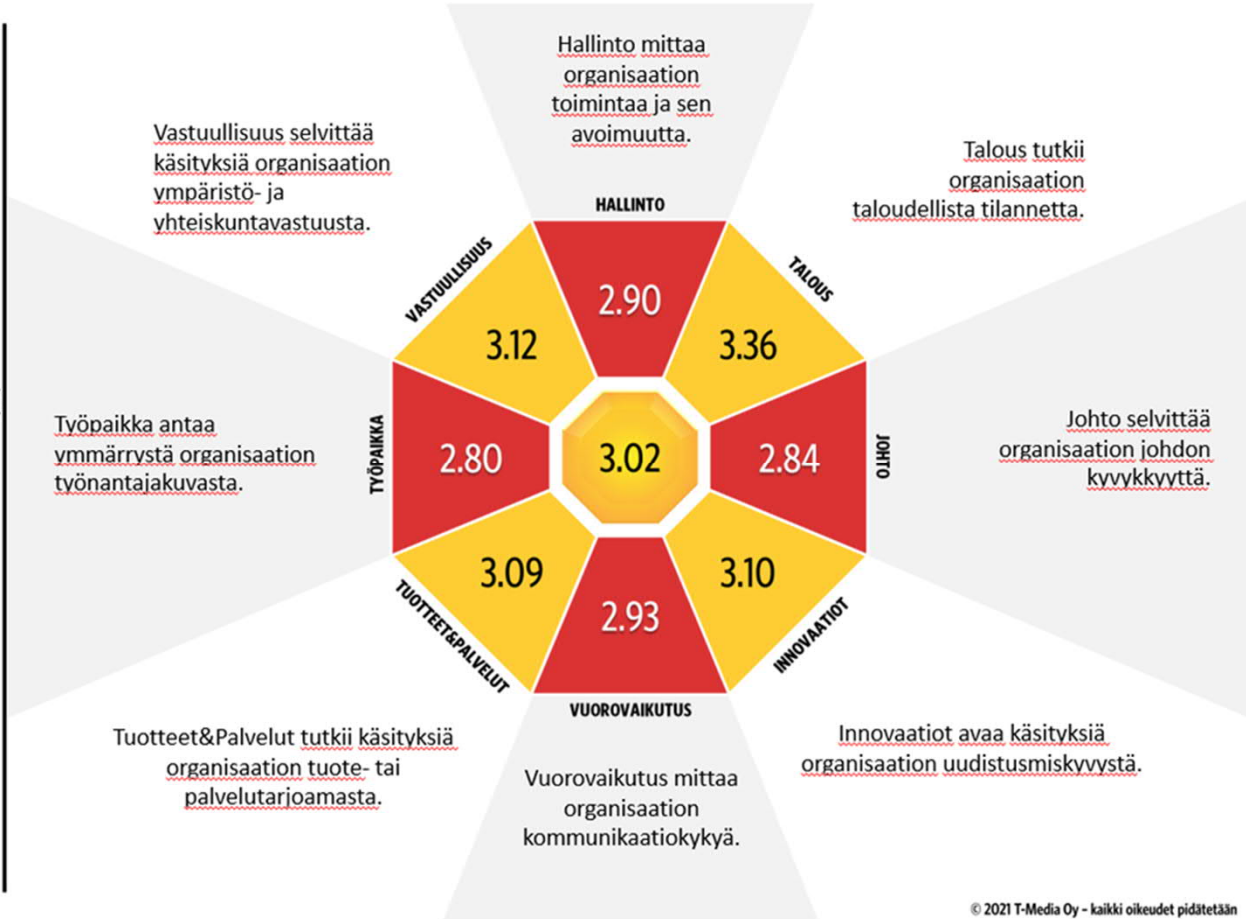 Hallinto mittaa
organisaation
toimintaa ja sen
avoimuutta.
Vastuullisuus selvittää
käsityksiä organisaation
ympäristö- ja
yhteiskuntavastuusta.
Talous tutkii
organisaation
taloudellista tilannetta.
HALLINTO
VASTUULLISUUS
TALOUS
2.90
3.12
3.36
Työpaikka antaa
ymmärrystä organisaation
työnantajakuvasta.
TYÖPAIKKA
2.80
3.02
2.84
JOHTO
Johto selvittää
organisaation johdon
kyvykkyyttä.
3.09
3.10
2.93
TUOTTEET&PALVELUT
INNOVAATIOT
VUOROVAIKUTUS
Tuotteet&Palvelut tutkii käsityksiä
organisaation tuote- tai
palvelutarjoamasta.
Vuorovaikutus mittaa
organisaation
kommunikaatiokykyä.
Innovaatiot avaa käsityksiä
organisaation uudistusmiskyvystä.
© 2021 T-Media Oy – kaikki oikeudet pidätetään